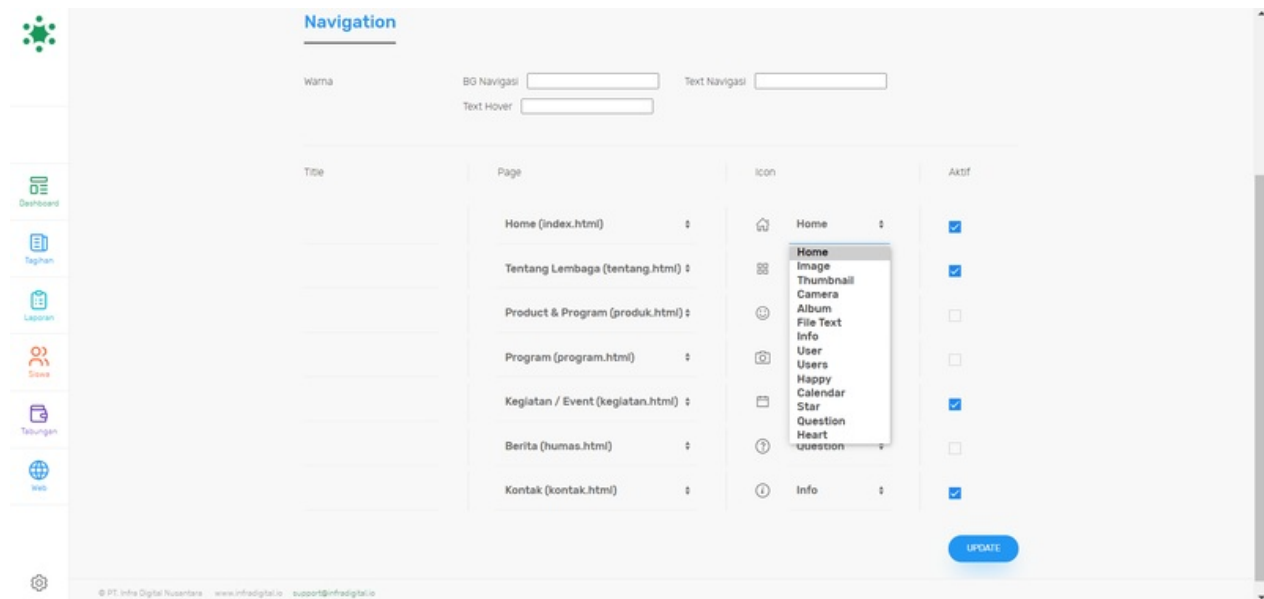 Navigation
Warna
BG Navigasi
Text Navigasi
Text Hover
Title
Page
Icon
Aktif
Home (index.html)
Home
Home
Image
Thumbnail
Camera
Album
File Text
Info
User
Users
Happy
Calendar
Star
Question
Heart
Tentang Lembaga (tentang.html)
Product & Program (produk.html)
Program (program.html)
Kegiatan / Event (kegiatan.html)
Berita (humas.html)
Question
Kontak (kontak.html)
Info
UPDATE
Dashboard
Tagihan
Laporan
Siswa
Tabungan
Web
© PT. Infra Digital Nusantara www.infradigital.io support@infradigital.io